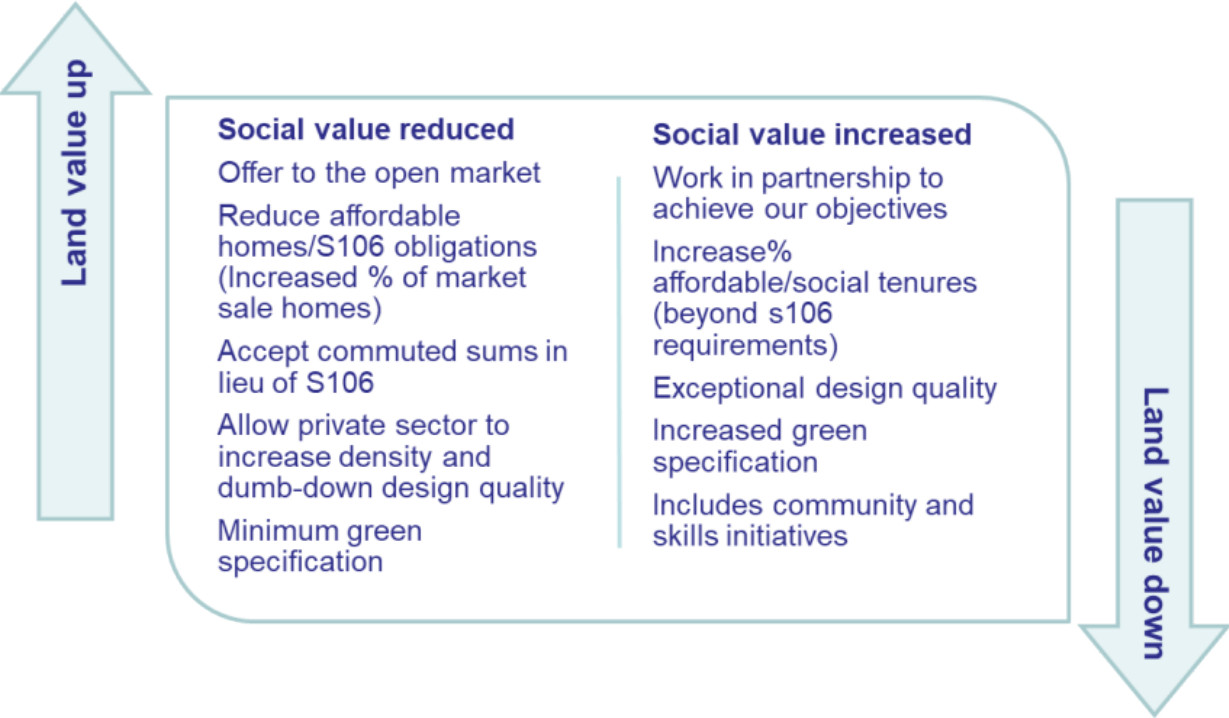 Land value up
Social value reduced
Offer to the open market
Reduce affordable
homes/S106 obligations
(Increased % of market
sale homes)
Accept commuted sums in
lieu of S106
Allow private sector to
increase density and
dumb-down design quality
Minimum green
specification
Social value increased
Work in partnership to
achieve our objectives
Increase%
affordable/social tenures
(beyond s106
requirements)
Exceptional design quality
Increased green
specification
Includes community and
skills initiatives
Land value down